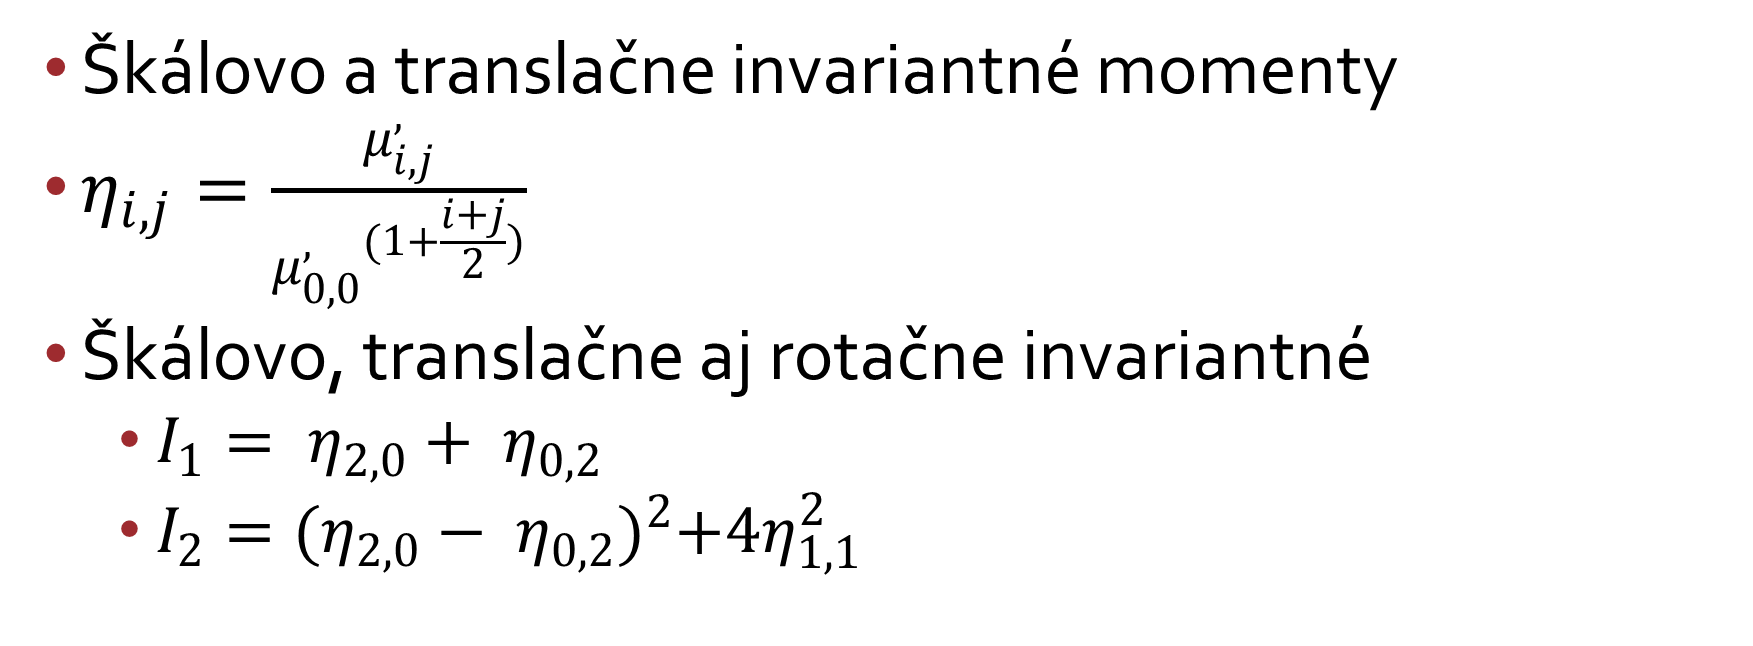 • Škálovo a translačne invariantné momenty
• η_{i,j} = μ’_{i,j} / μ’_{0,0}^{(1+\frac{i+j}{2})}
• Škálovo, translačne aj rotačne invariantné
• I_1 = η_{2,0} + η_{0,2}
• I_2 = (η_{2,0} − η_{0,2})^2+4η_{1,1}^2